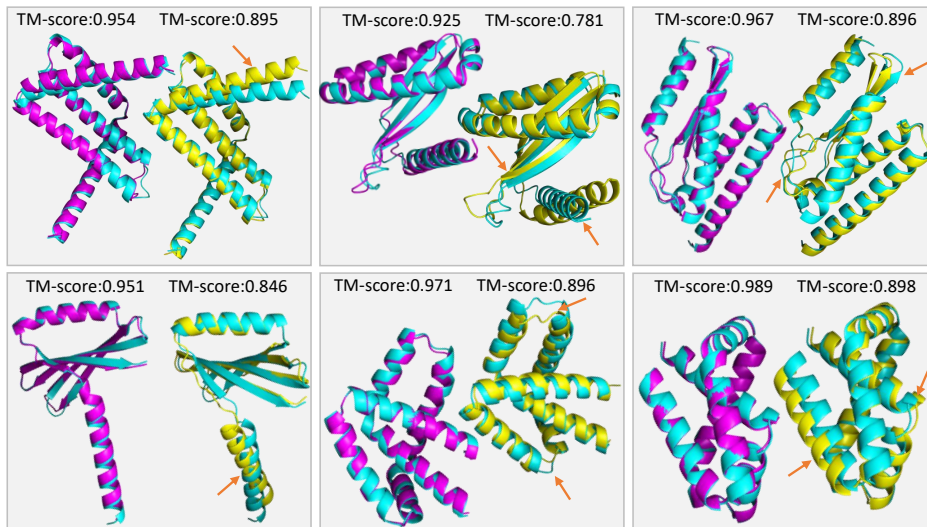 TM-score:0.954 TM-score:0.895
TM-score:0.925 TM-score:0.781
TM-score:0.967 TM-score:0.896
TM-score:0.951 TM-score:0.846
TM-score:0.971 TM-score:0.896
TM-score:0.989 TM-score:0.898